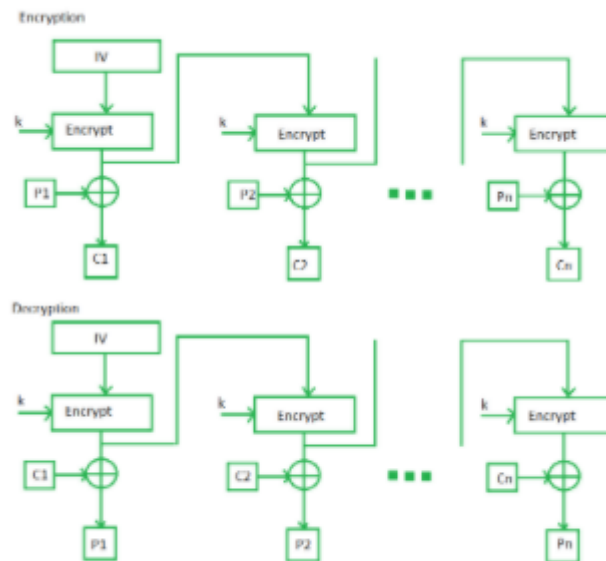 Encryption
IV
k Encrypt k Encrypt k Encrypt
P1 P2 Pn
C1 C2 Cn
Decryption
IV
k Encrypt k Encrypt k Encrypt
C1 C2 Cn
P1 P2 Pn